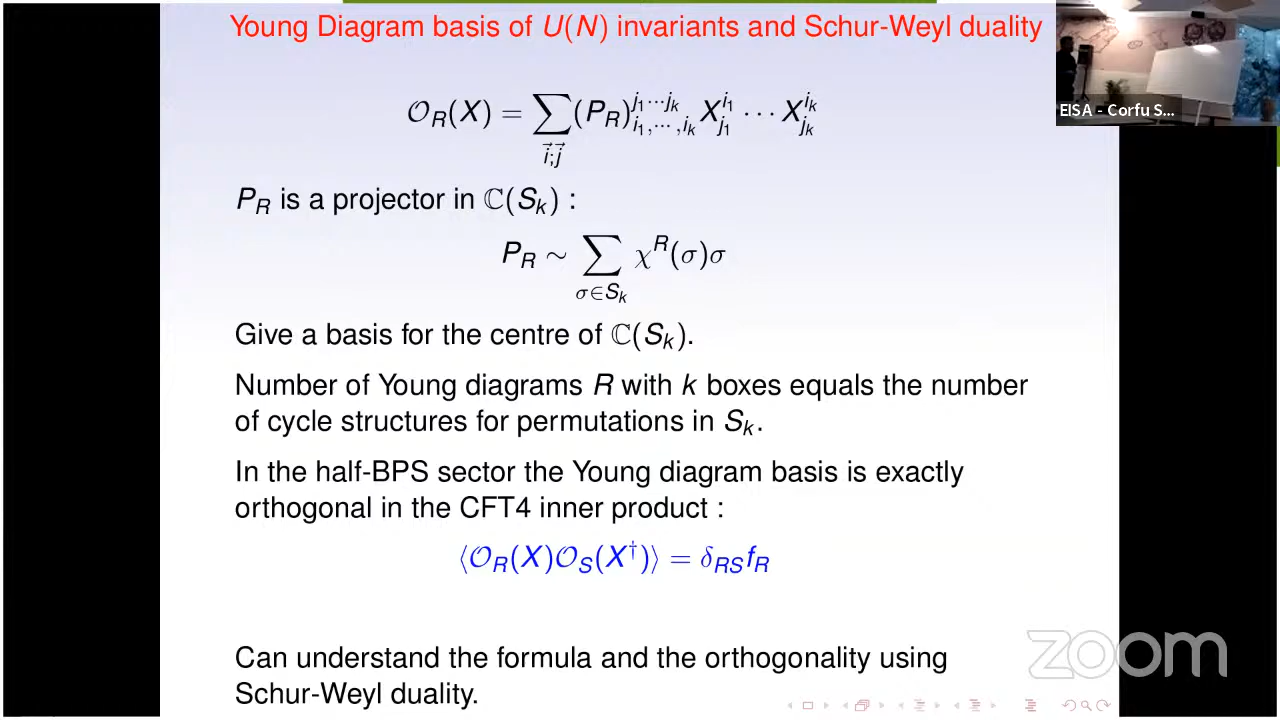 Young Diagram basis of U(N) invariants and Schur-Weyl duality
EISA - Corfu S...
𝒪_R(X) = ∑_{i⃗;j⃗} (P_R)^{j_1⋯j_k}_{i_1,⋯,i_k} X^{i_1}_{j_1} ⋯ X^{i_k}_{j_k}
P_R is a projector in ℂ(S_k) :
P_R ∼ ∑_{σ∈S_k} χ^R(σ)σ
Give a basis for the centre of ℂ(S_k).
Number of Young diagrams R with k boxes equals the number
of cycle structures for permutations in S_k.
In the half-BPS sector the Young diagram basis is exactly
orthogonal in the CFT4 inner product :
⟨𝒪_R(X)𝒪_S(X^†)⟩ = δ_{RS} f_R
Can understand the formula and the orthogonality using
Schur-Weyl duality.
zoom